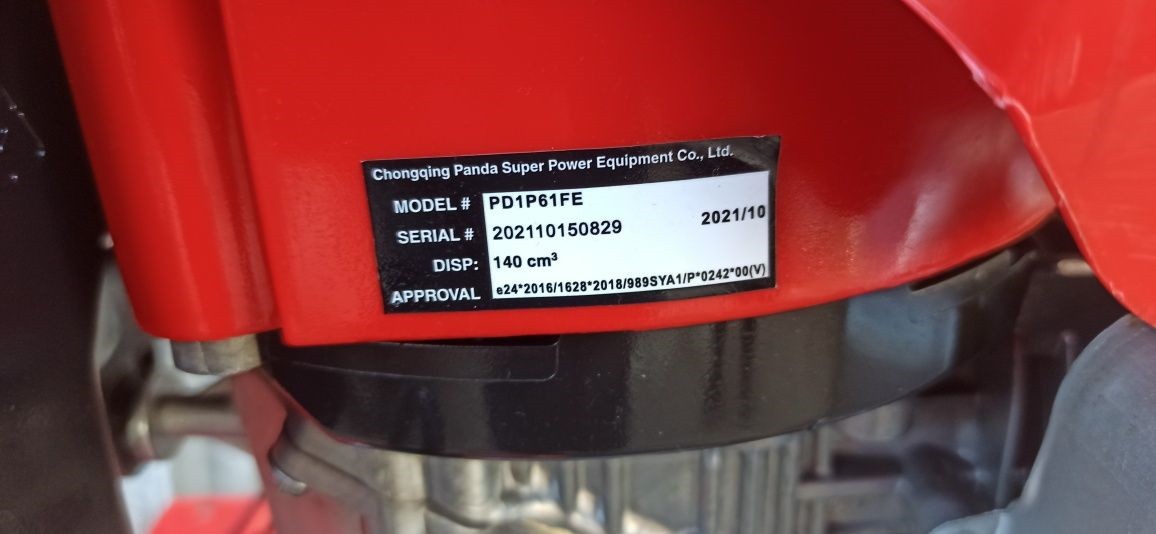 Chongqing Panda Super Power Equipment Co., Ltd.
MODEL # PD1P61FE
SERIAL # 202110150829 2021/10
DISP: 140 cm³
APPROVAL e24*2016/1628*2018/989SYA1/P*0242*00(V)